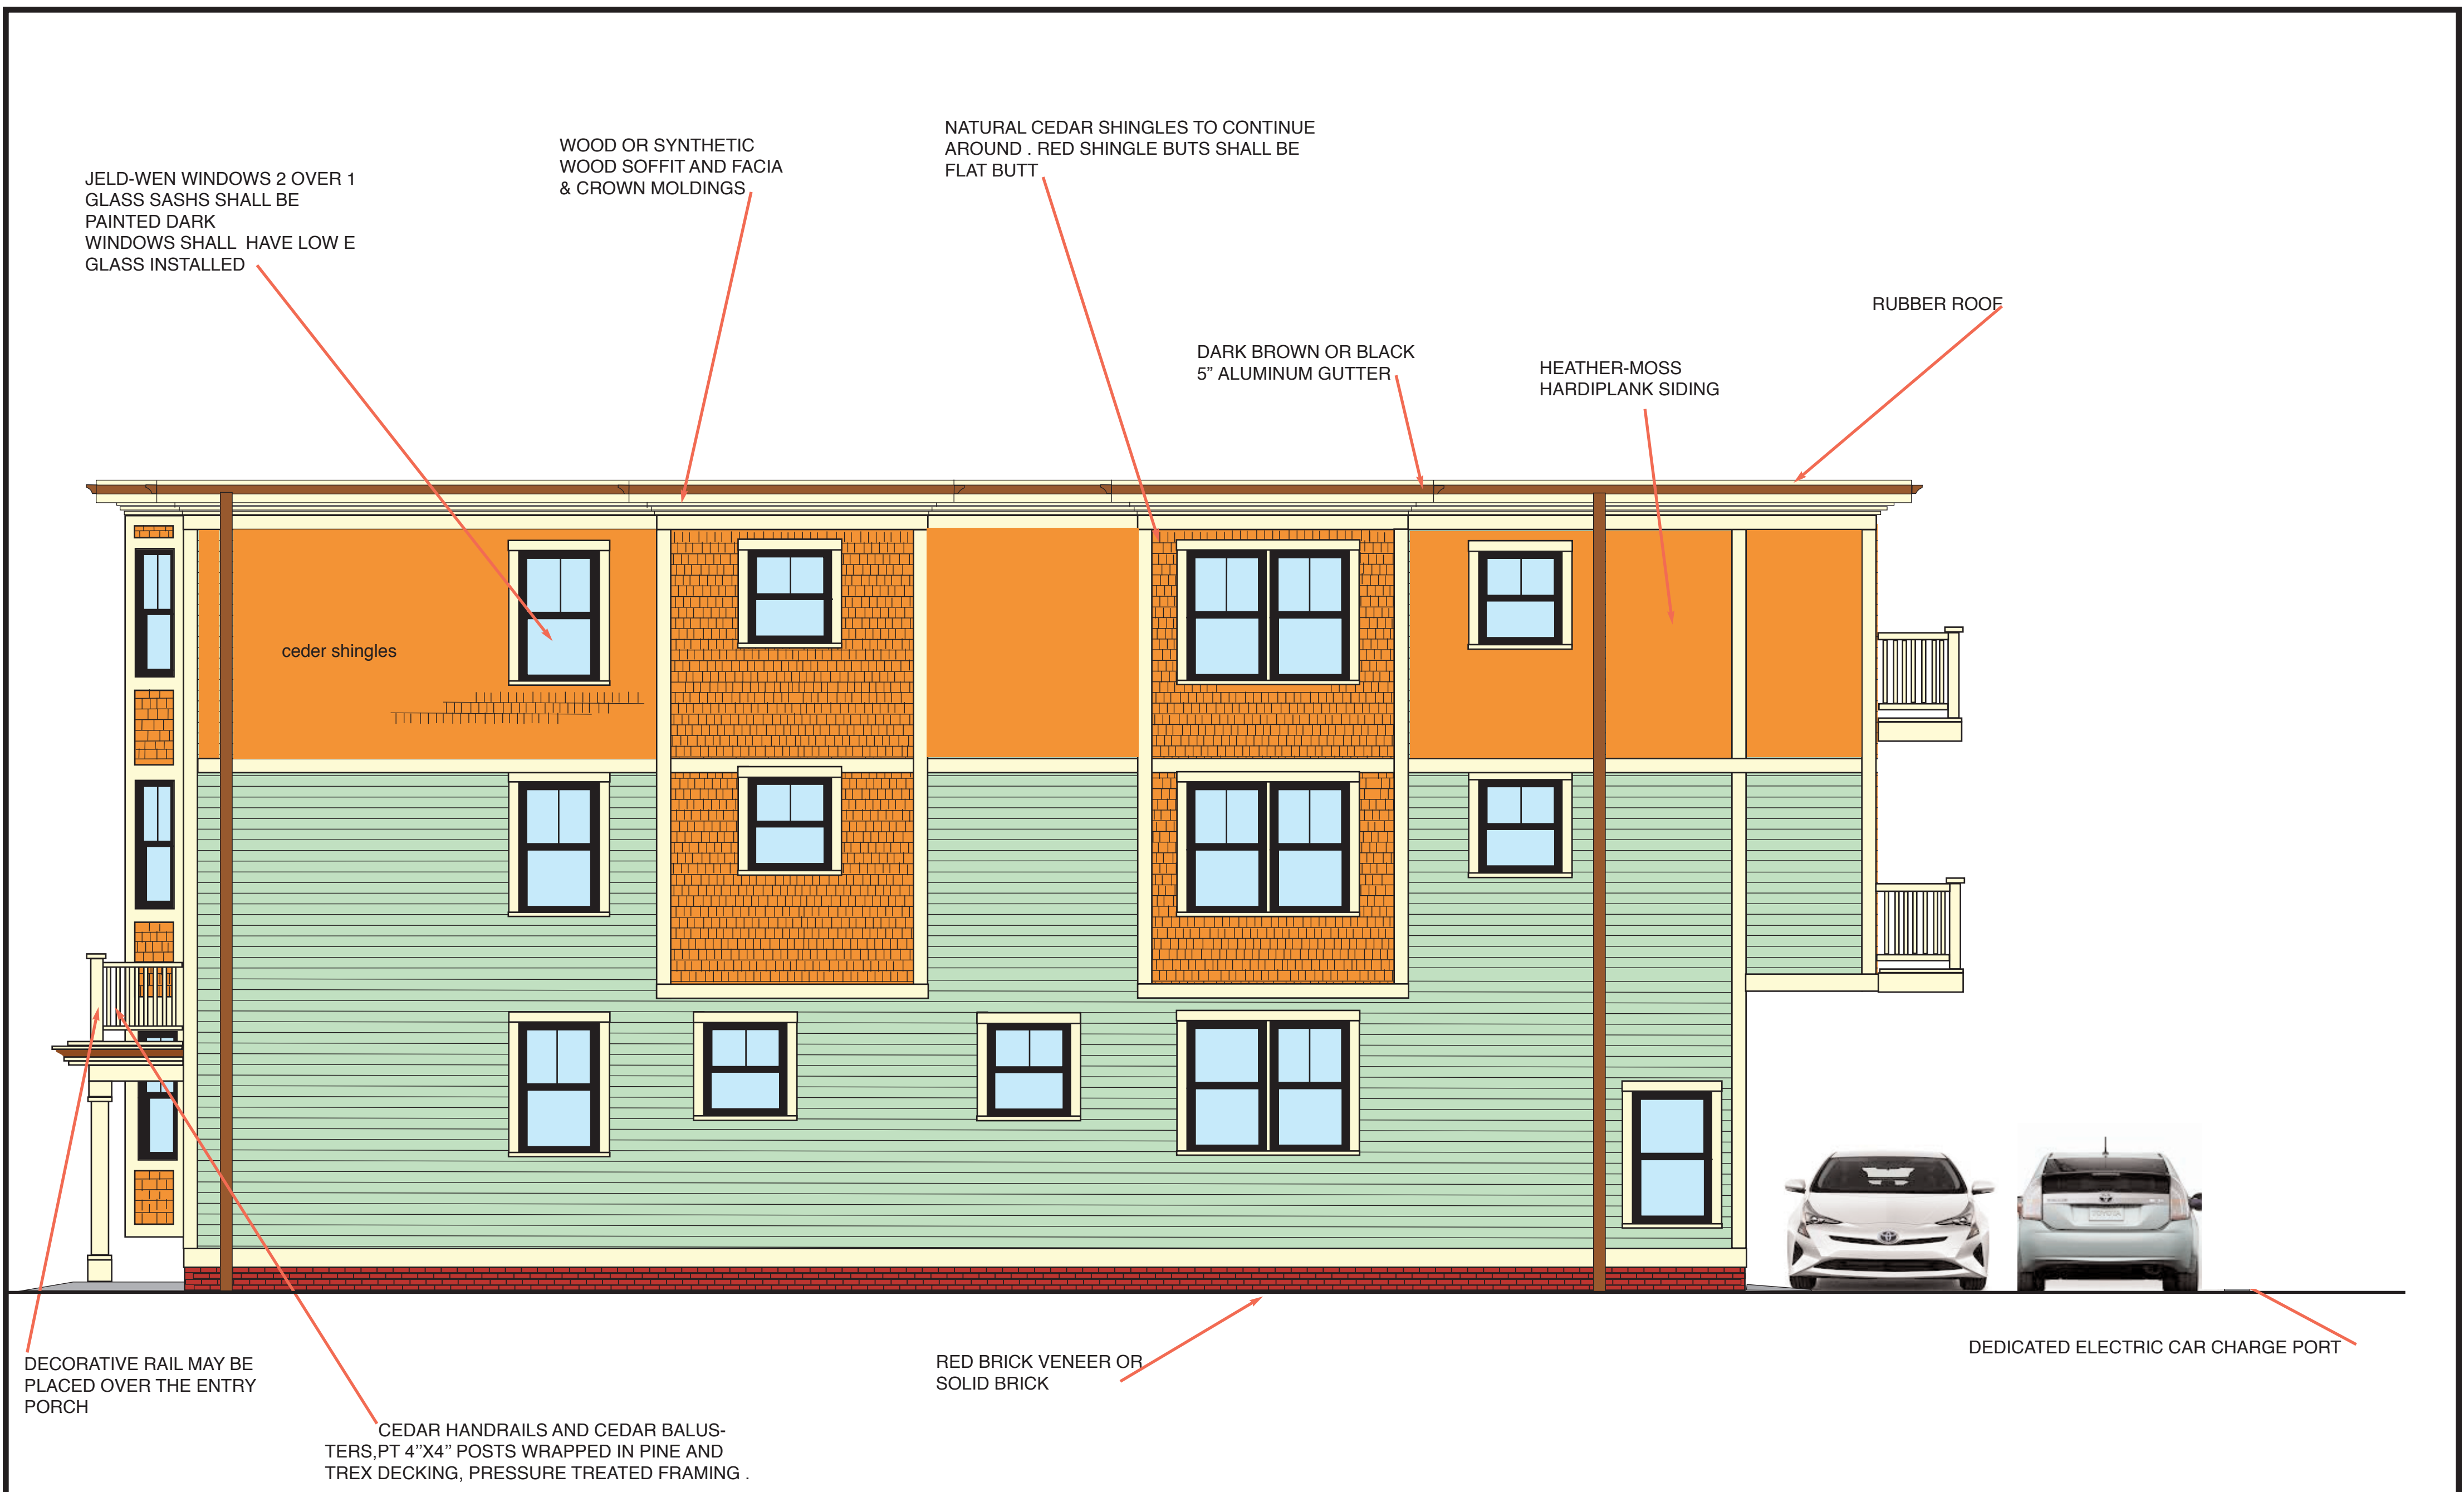 JELD-WEN WINDOWS 2 OVER 1
GLASS SASHS SHALL BE
PAINTED DARK
WINDOWS SHALL HAVE LOW E
GLASS INSTALLED
WOOD OR SYNTHETIC
WOOD SOFFIT AND FACIA
& CROWN MOLDINGS
NATURAL CEDAR SHINGLES TO CONTINUE
AROUND . RED SHINGLE BUTS SHALL BE
FLAT BUTT
DARK BROWN OR BLACK
5” ALUMINUM GUTTER
HEATHER-MOSS
HARDIPLANK SIDING
RUBBER ROOF
ceder shingles
TOYOTA
DECORATIVE RAIL MAY BE
PLACED OVER THE ENTRY
PORCH
CEDAR HANDRAILS AND CEDAR BALUS-
TERS,PT 4”X4” POSTS WRAPPED IN PINE AND
TREX DECKING, PRESSURE TREATED FRAMING .
RED BRICK VENEER OR
SOLID BRICK
DEDICATED ELECTRIC CAR CHARGE PORT